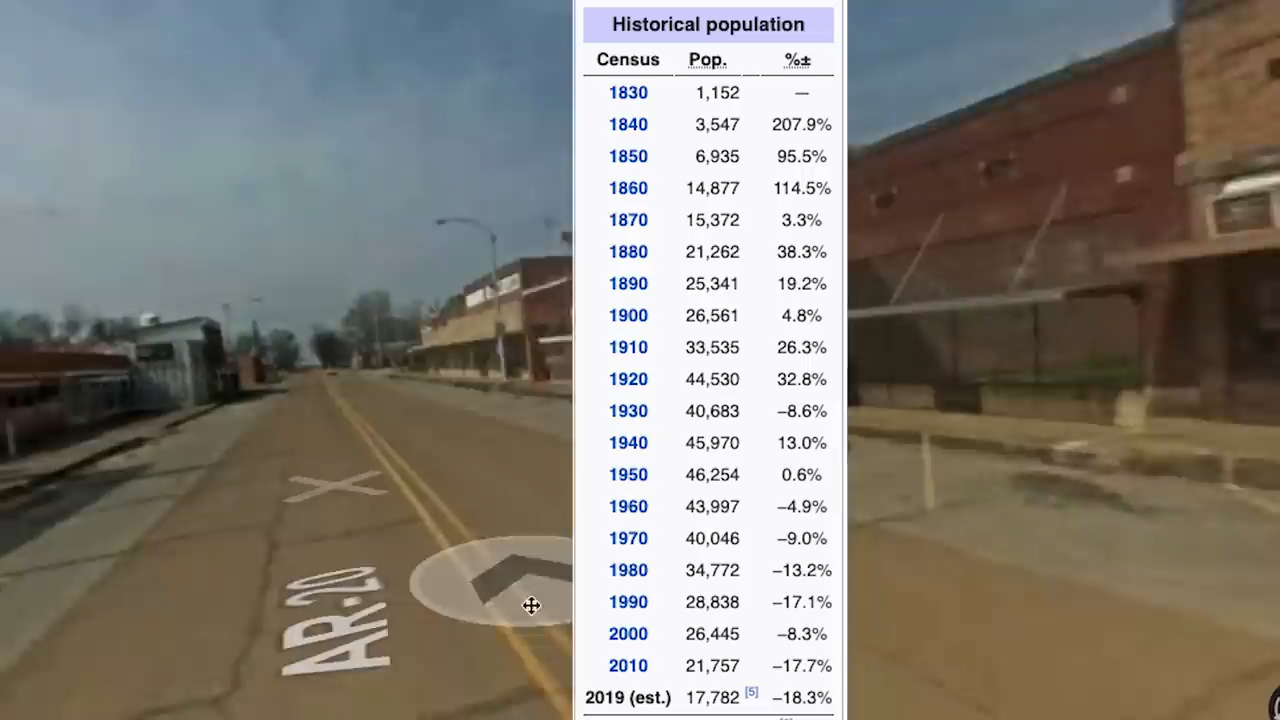 Historical population
Census Pop. %±
1830 1,152 —
1840 3,547 207.9%
1850 6,935 95.5%
1860 14,877 114.5%
1870 15,372 3.3%
1880 21,262 38.3%
1890 25,341 19.2%
1900 26,561 4.8%
1910 33,535 26.3%
1920 44,530 32.8%
1930 40,683 −8.6%
1940 45,970 13.0%
1950 46,254 0.6%
1960 43,997 −4.9%
1970 40,046 −9.0%
1980 34,772 −13.2%
1990 28,838 −17.1%
2000 26,445 −8.3%
2010 21,757 −17.7%
2019 (est.) 17,782 [5] −18.3%
AR-20